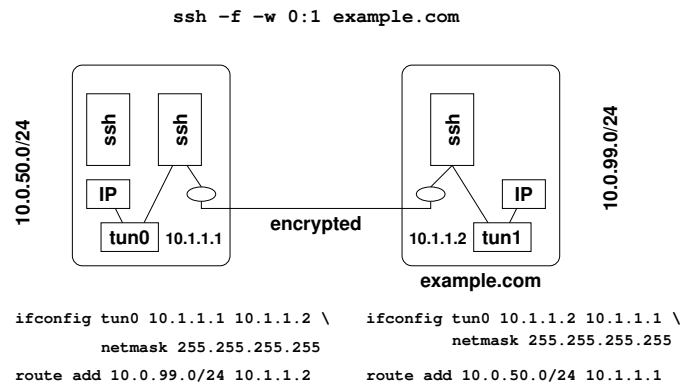 ssh -f -w 0:1 example.com
10.0.50.0/24
ssh
ssh
ssh
10.0.99.0/24
IP
IP
tun0
10.1.1.1
encrypted
10.1.1.2
tun1
example.com
ifconfig tun0 10.1.1.1 10.1.1.2 \
netmask 255.255.255.255
route add 10.0.99.0/24 10.1.1.2
ifconfig tun0 10.1.1.2 10.1.1.1 \
netmask 255.255.255.255
route add 10.0.50.0/24 10.1.1.1